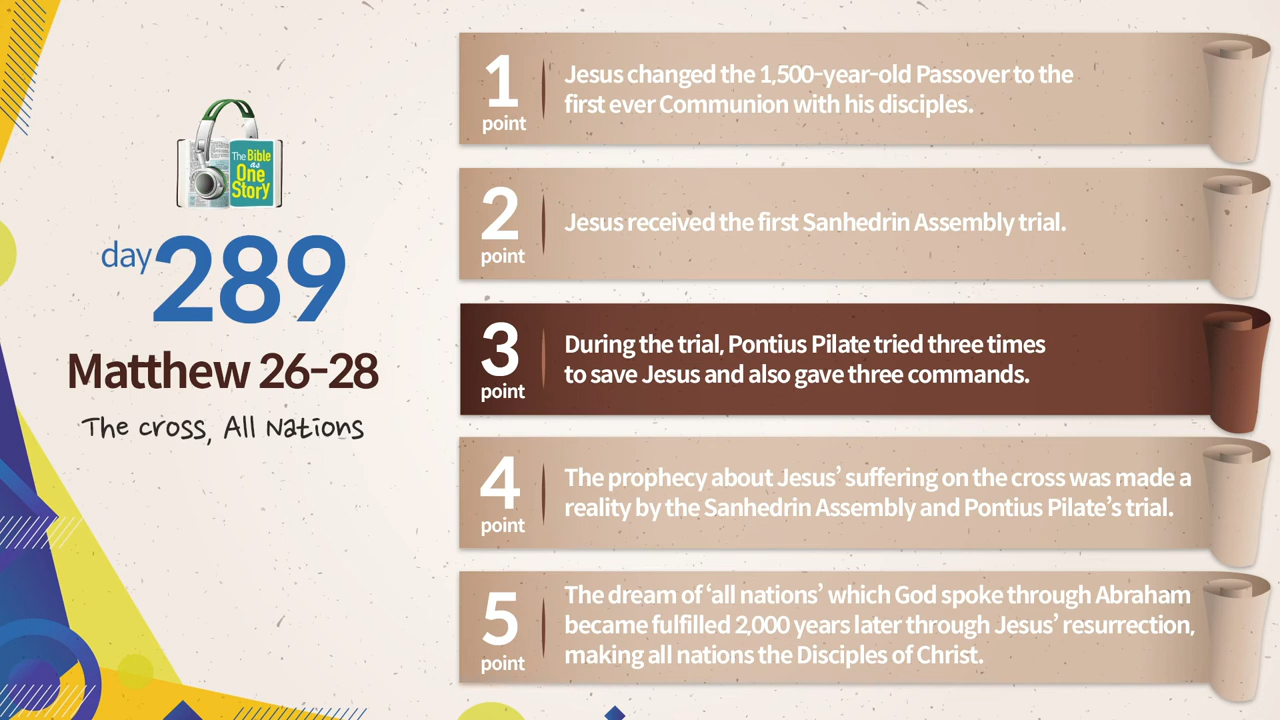 The Bible
as
One
Story
day 289
Matthew 26-28
The cross, All Nations
1
point
Jesus changed the 1,500-year-old Passover to the
first ever Communion with his disciples.
2
point
Jesus received the first Sanhedrin Assembly trial.
3
point
During the trial, Pontius Pilate tried three times
to save Jesus and also gave three commands.
4
point
The prophecy about Jesus’ suffering on the cross was made a
reality by the Sanhedrin Assembly and Pontius Pilate’s trial.
5
point
The dream of ‘all nations’ which God spoke through Abraham
became fulfilled 2,000 years later through Jesus’ resurrection,
making all nations the Disciples of Christ.